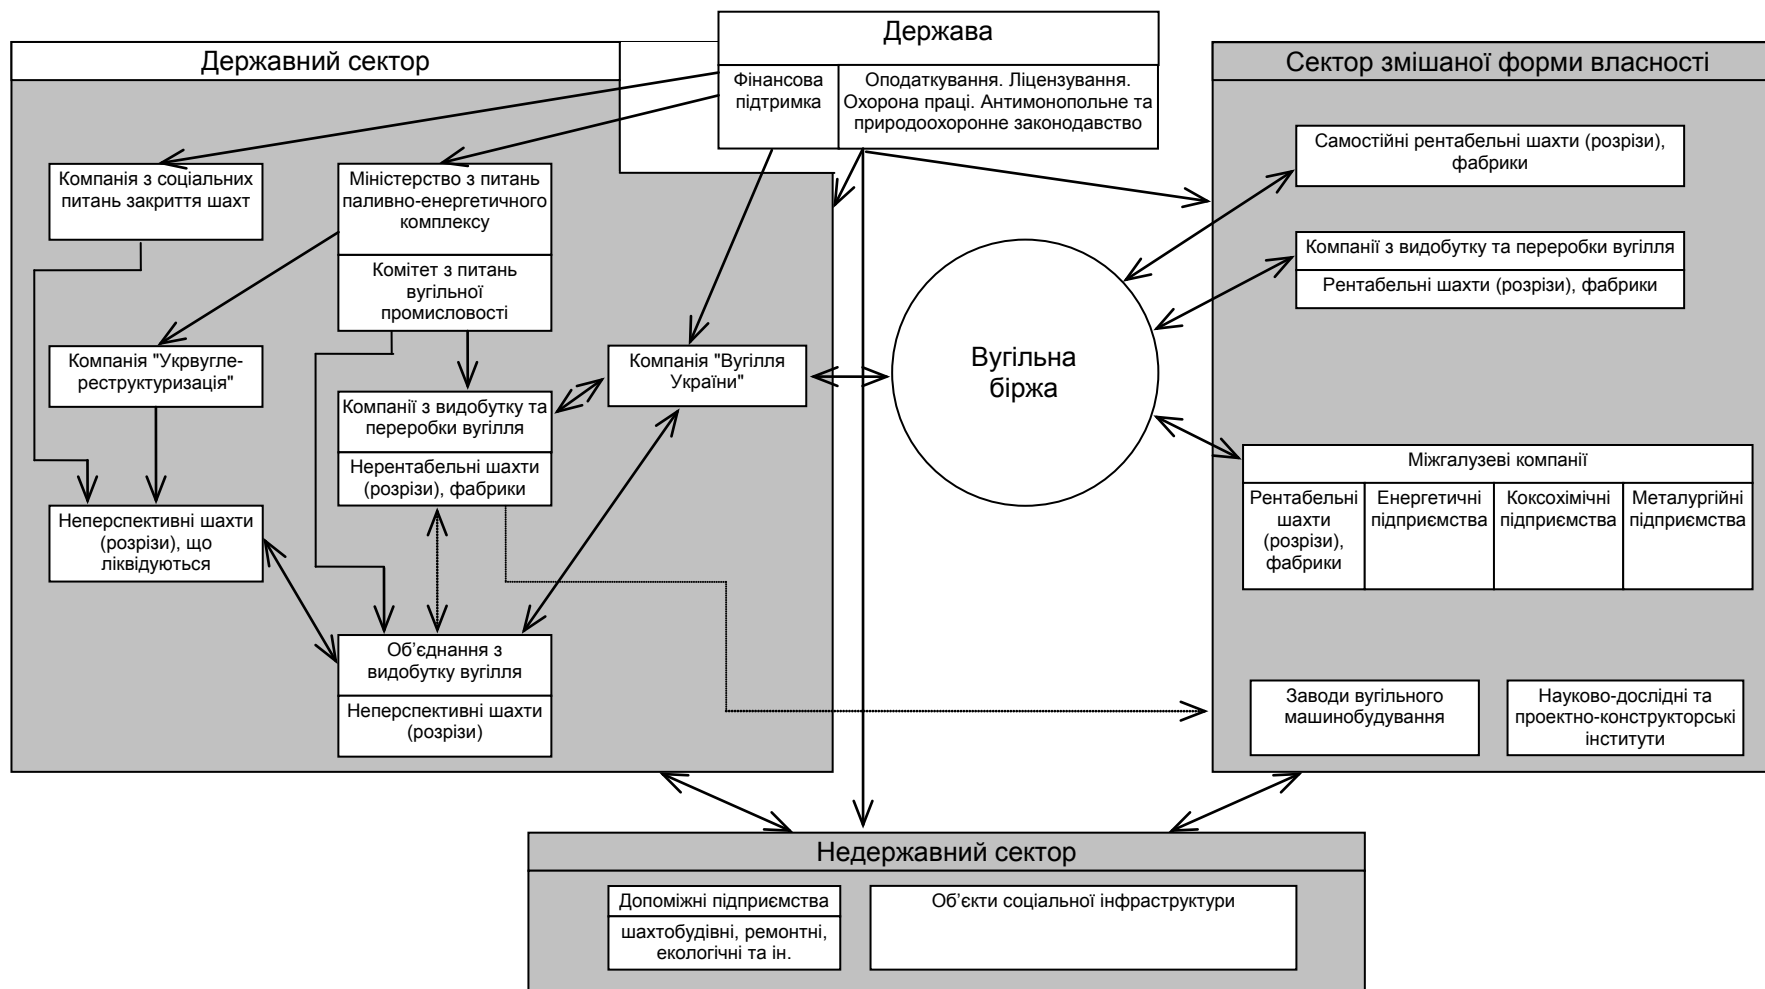 Держава
Фінансова
підтримка
Оподаткування. Ліцензування.
Охорона праці. Антимонопольне та
природоохоронне законодавство
Державний сектор
Компанія з соціальних
питань закриття шахт
Міністерство з питань
паливно-енергетичного
комплексу
Комітет з питань
вугільної
промисловості
Компанія "Укрвугле-
реструктуризація"
Компанії з видобутку та
переробки вугілля
Нерентабельні шахти
(розрізи), фабрики
Компанія "Вугілля
України"
Неперспективні шахти
(розрізи), що
ліквідуються
Об’єднання з
видобутку вугілля
Неперспективні шахти
(розрізи)
Вугільна
біржа
Сектор змішаної форми власності
Самостійні рентабельні шахти (розрізи),
фабрики
Компанії з видобутку та переробки вугілля
Рентабельні шахти (розрізи), фабрики
Міжгалузеві компанії
Рентабельні
шахти
(розрізи),
фабрики
Енергетичні
підприємства
Коксохімічні
підприємства
Металургійні
підприємства
Заводи вугільного
машинобудування
Науково-дослідні та
проектно-конструкторські
інститути
Недержавний сектор
Допоміжні підприємства
шахтобудівні, ремонтні,
екологічні та ін.
Об’єкти соціальної інфраструктури